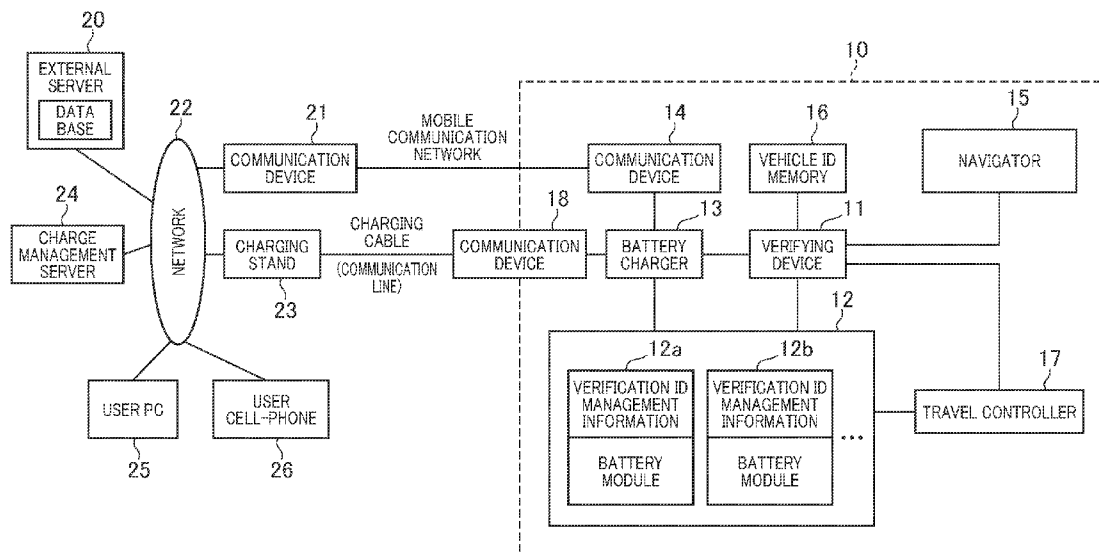 20
EXTERNAL
SERVER
DATA
BASE
22
NETWORK
24
CHARGE
MANAGEMENT
SERVER
21
COMMUNICATION
DEVICE
MOBILE
COMMUNICATION
NETWORK
CHARGING
STAND
23
CHARGING
CABLE
(COMMUNICATION
LINE)
USER PC
25
USER
CELL-PHONE
26
10
14
COMMUNICATION
DEVICE
16
VEHICLE ID
MEMORY
15
NAVIGATOR
18
COMMUNICATION
DEVICE
13
BATTERY
CHARGER
11
VERIFYING
DEVICE
12
12a
VERIFICATION ID
MANAGEMENT
INFORMATION
BATTERY
MODULE
12b
VERIFICATION ID
MANAGEMENT
INFORMATION
BATTERY
MODULE
...
17
TRAVEL CONTROLLER